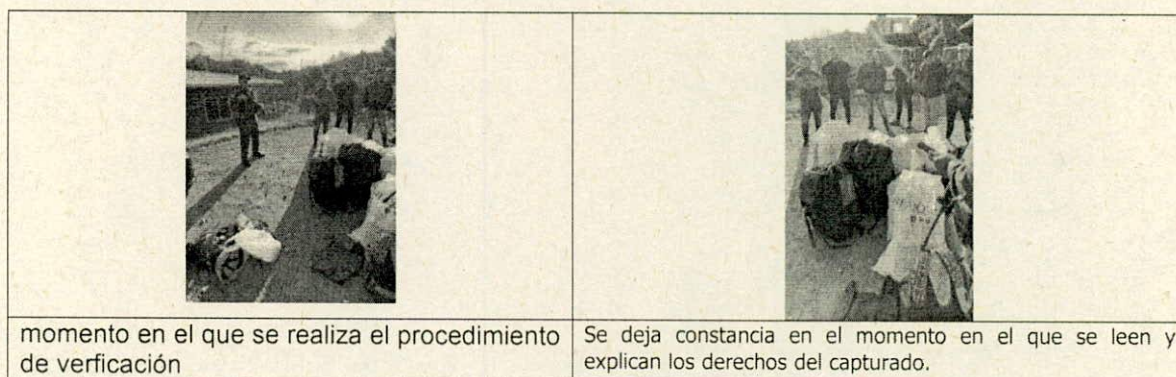 momento en el que se realiza el procedimiento
de verficación
Se deja constancia en el momento en el que se leen y
explican los derechos del capturado.